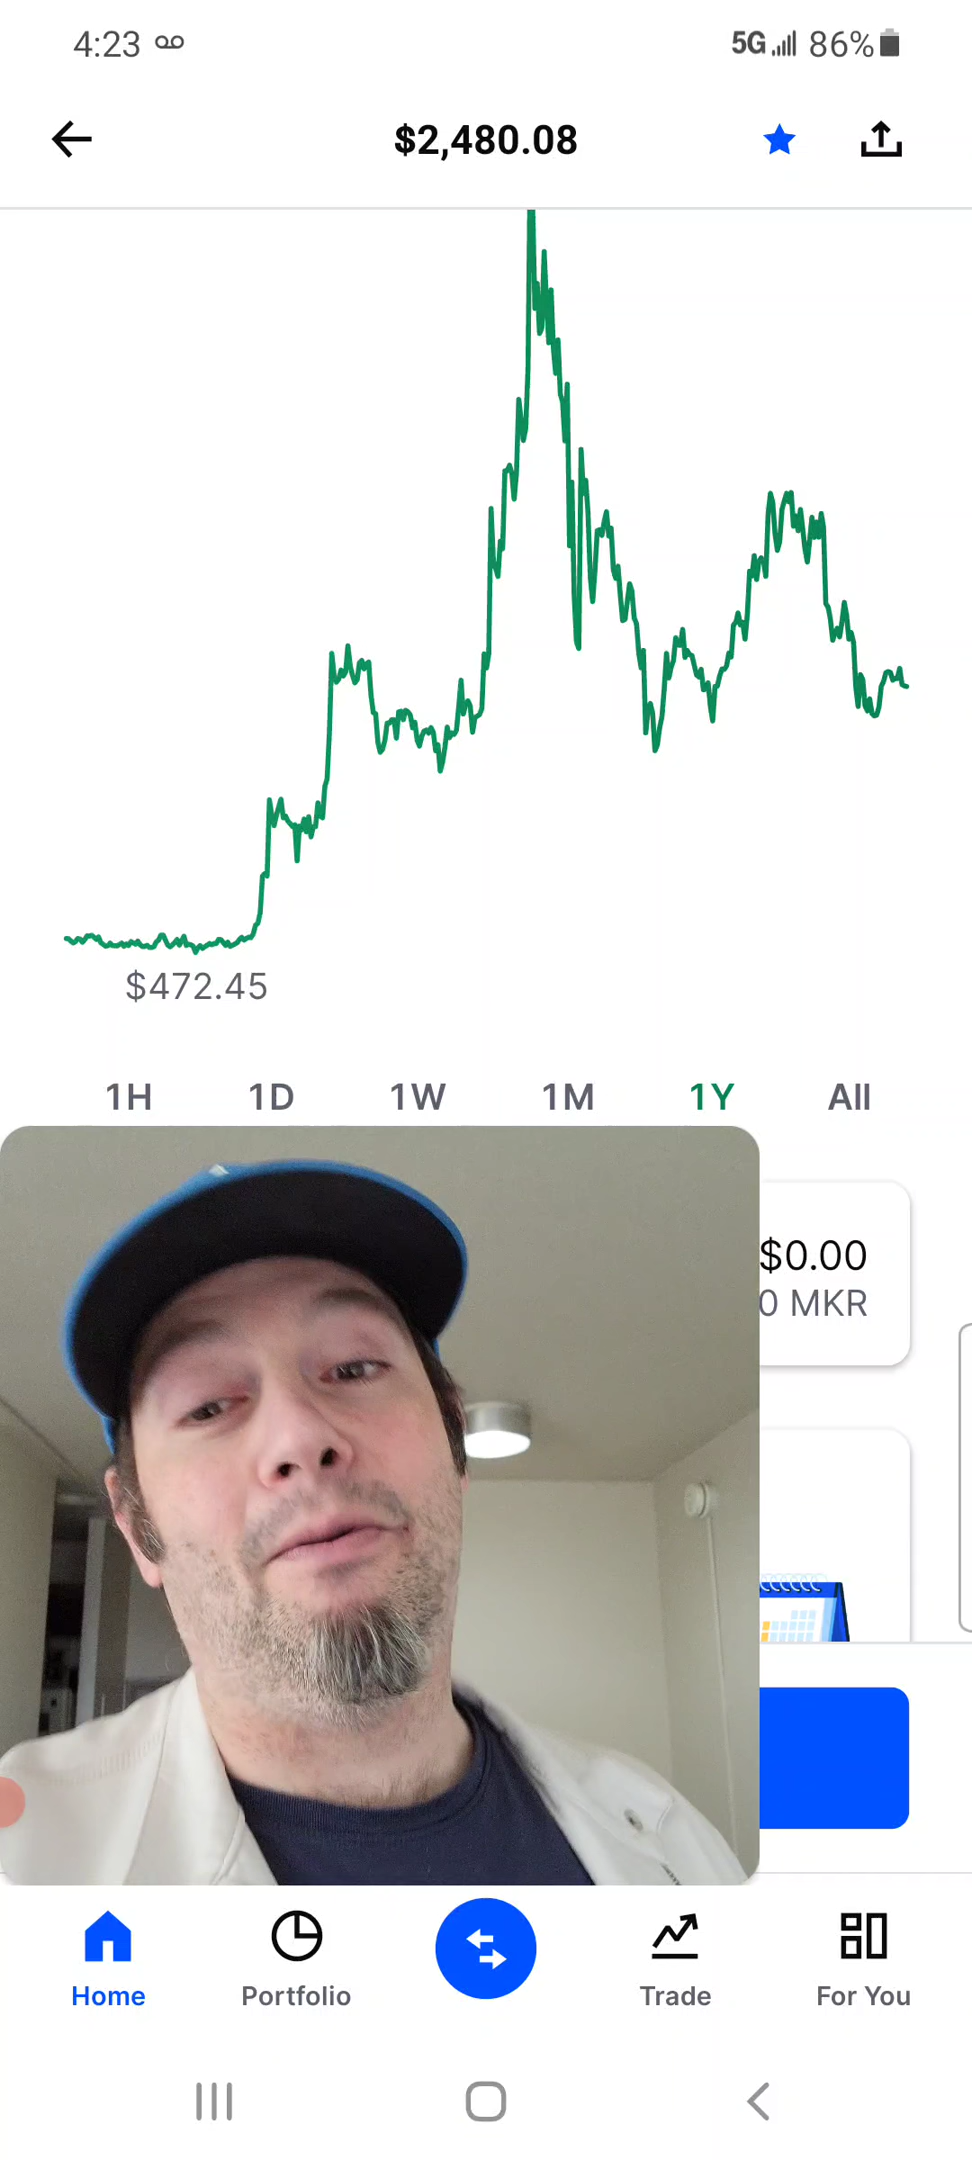 4:23
5G 86%
$2,480.08
$472.45
1H 1D 1W 1M 1Y All
$0.00
0 MKR
Home Portfolio Trade For You